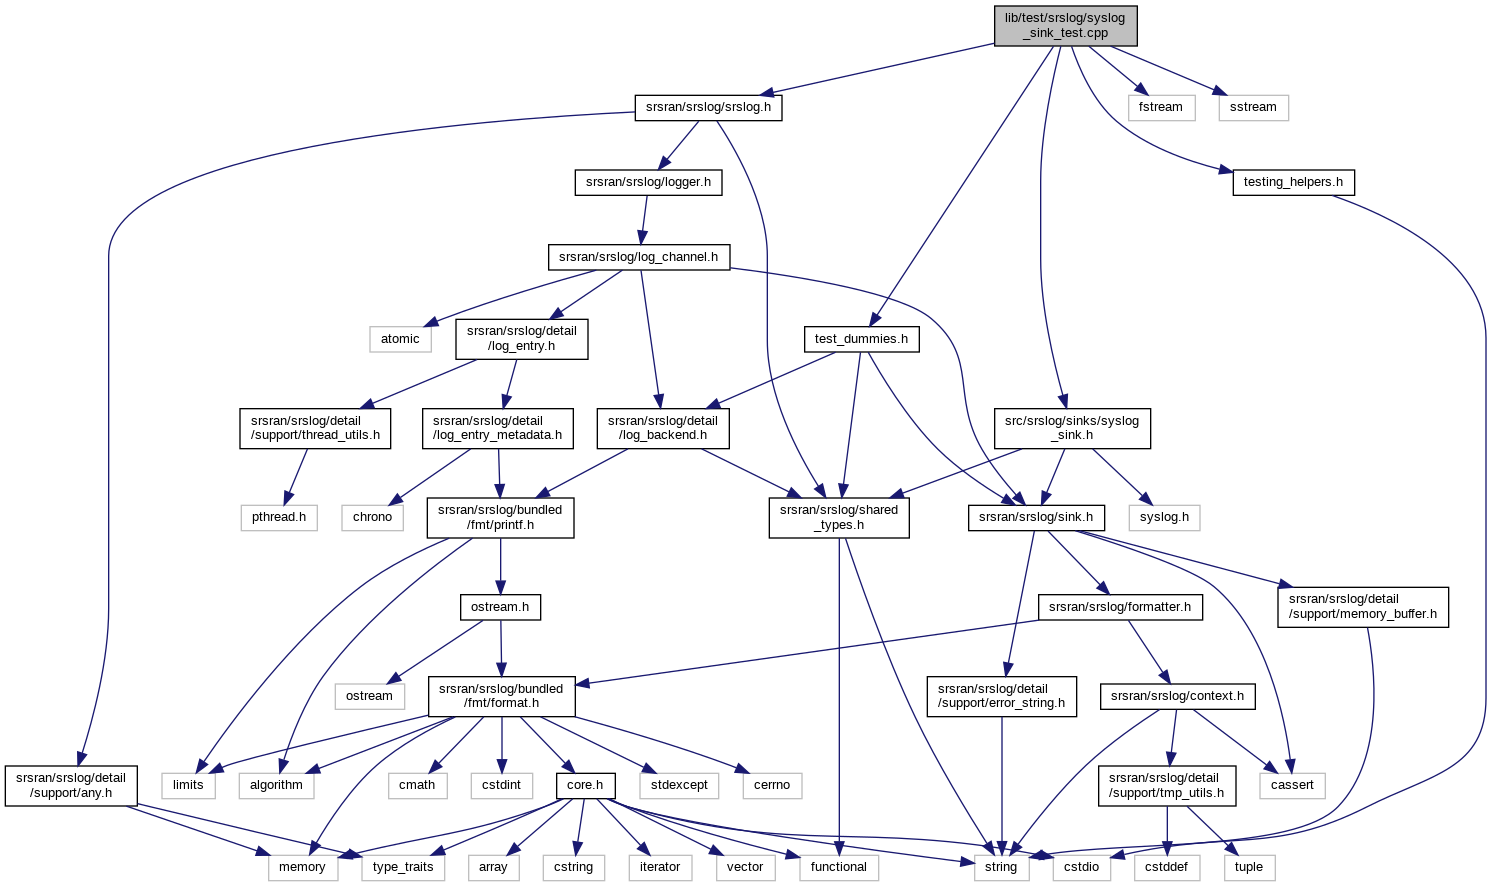 lib/test/srslog/syslog
_sink_test.cpp
srsran/srslog/srslog.h
fstream
sstream
srsran/srslog/logger.h
testing_helpers.h
srsran/srslog/log_channel.h
atomic
srsran/srslog/detail
/log_entry.h
test_dummies.h
srsran/srslog/detail
/support/thread_utils.h
srsran/srslog/detail
/log_entry_metadata.h
srsran/srslog/detail
/log_backend.h
src/srslog/sinks/syslog
_sink.h
pthread.h
chrono
srsran/srslog/bundled
/fmt/printf.h
srsran/srslog/shared
_types.h
srsran/srslog/sink.h
syslog.h
ostream.h
srsran/srslog/formatter.h
srsran/srslog/detail
/support/memory_buffer.h
ostream
srsran/srslog/bundled
/fmt/format.h
srsran/srslog/detail
/support/error_string.h
srsran/srslog/context.h
srsran/srslog/detail
/support/any.h
limits
algorithm
cmath
cstdint
core.h
stdexcept
cerrno
srsran/srslog/detail
/support/tmp_utils.h
cassert
memory
type_traits
array
cstring
iterator
vector
functional
string
cstdio
cstddef
tuple